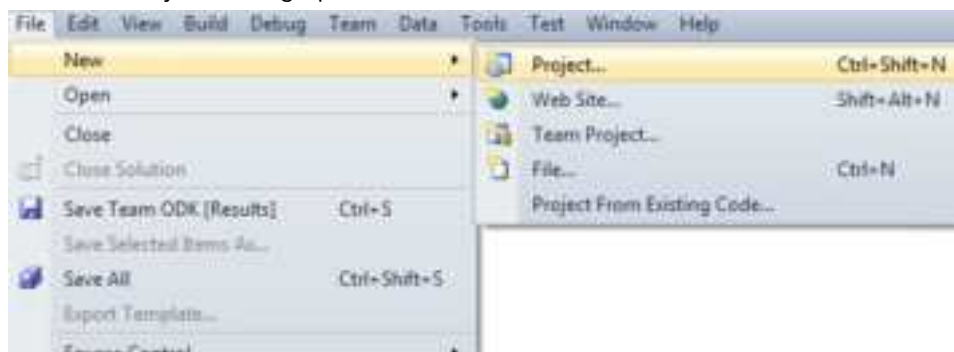 File Edit View Build Debug Team Data Tools Test Window Help
New
Open
Close
Close Solution
Save Team ODK [Results] Ctrl+S
Save Selected Items As...
Save All Ctrl+Shift+S
Export Template...
Source Control
Project... Ctrl+Shift+N
Web Site... Shift+Alt+N
Team Project...
File... Ctrl+N
Project From Existing Code...